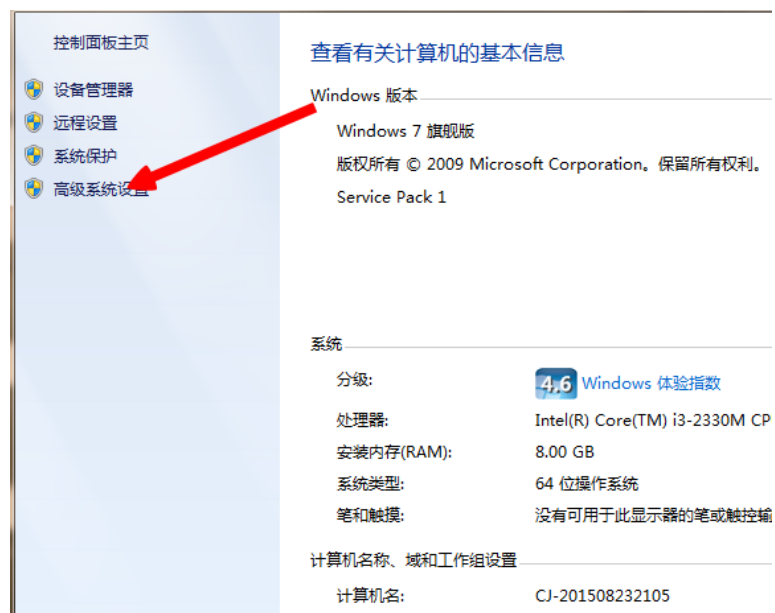 控制面板主页
设备管理器
远程设置
系统保护
高级系统设置
查看有关计算机的基本信息
Windows 版本
Windows 7 旗舰版
版权所有 © 2009 Microsoft Corporation。保留所有权利。
Service Pack 1
系统
分级:
4.6 Windows 体验指数
处理器:
Intel(R) Core(TM) i3-2330M CP
安装内存(RAM):
8.00 GB
系统类型:
64 位操作系统
笔和触摸:
没有可用于此显示器的笔或触控输
计算机名称、域和工作组设置
计算机名:
CJ-201508232105